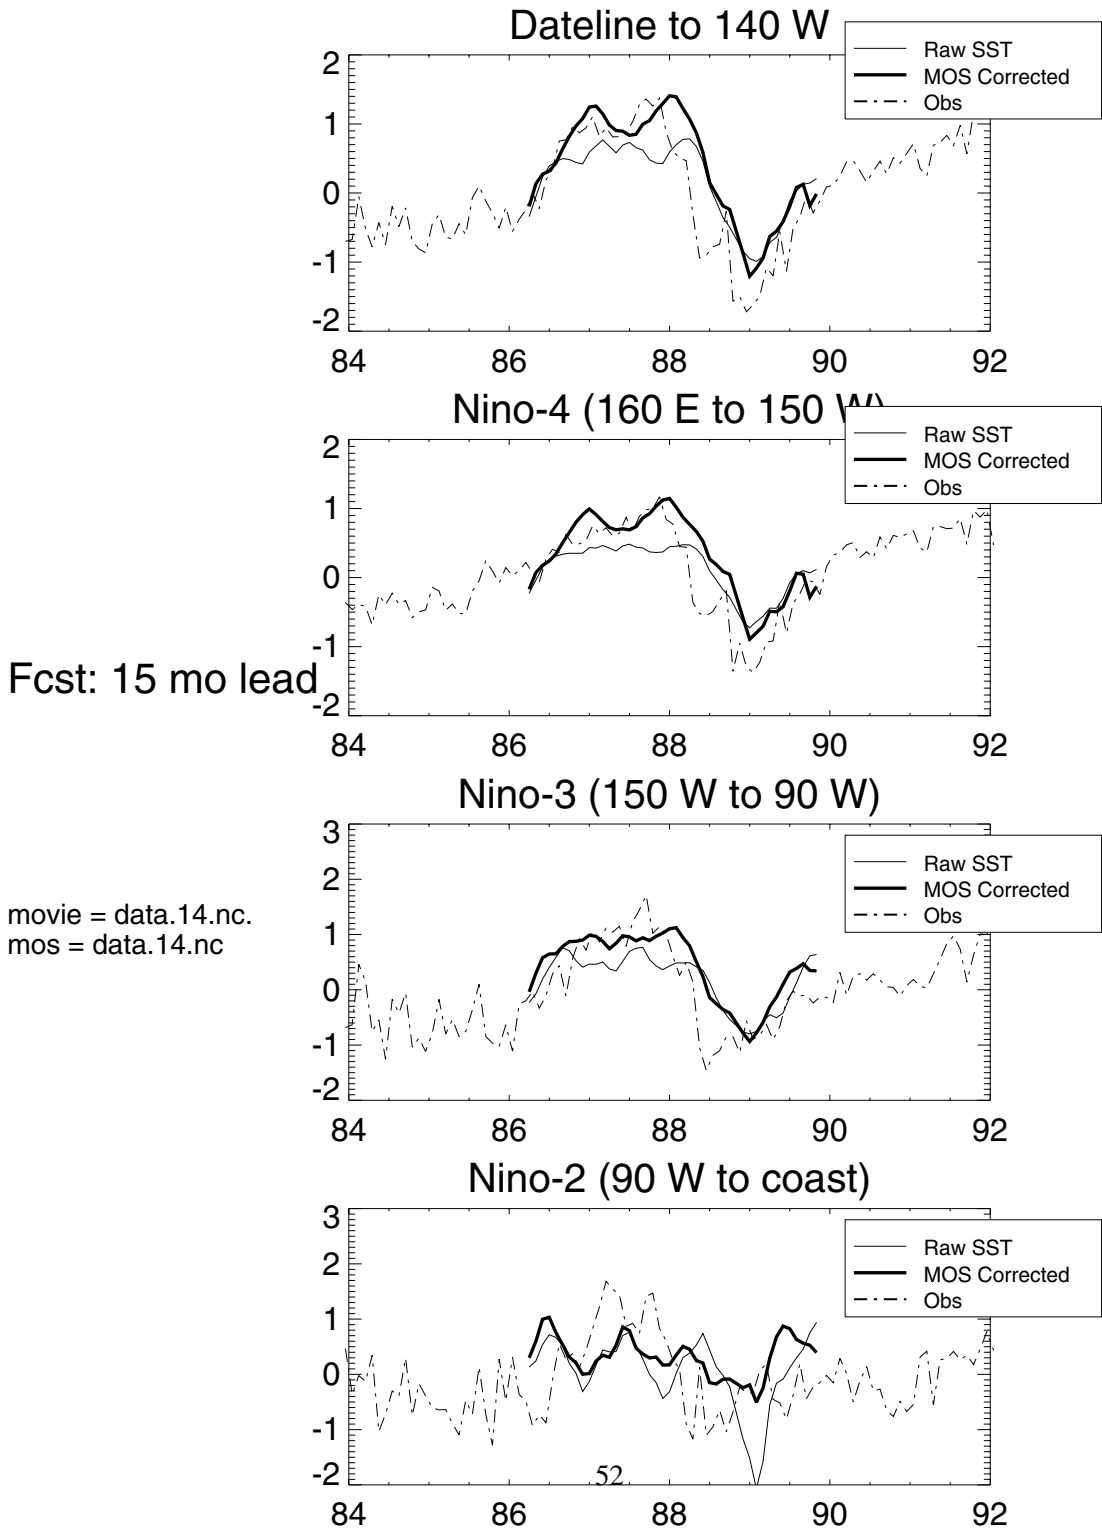 Dateline to 140 W
Raw SST
MOS Corrected
Obs
2
1
0
-1
-2
84 86 88 90 92
Nino-4 (160 E to 150 W)
Raw SST
MOS Corrected
Obs
2
1
0
-1
-2
84 86 88 90 92
Fcst: 15 mo lead
Nino-3 (150 W to 90 W)
Raw SST
MOS Corrected
Obs
3
2
1
0
-1
-2
84 86 88 90 92
movie = data.14.nc.
mos = data.14.nc
Nino-2 (90 W to coast)
Raw SST
MOS Corrected
Obs
3
2
1
0
-1
-2
52
84 86 88 90 92